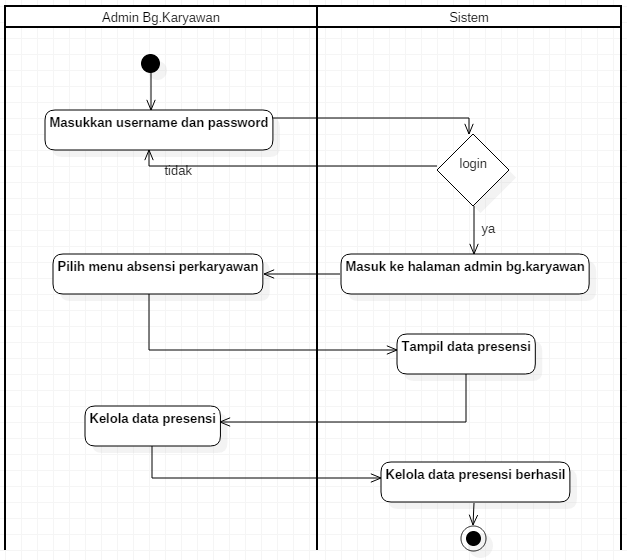 Admin Bg.Karyawan
Sistem
Masukkan username dan password
login
tidak
ya
Pilih menu absensi perkaryawan
Masuk ke halaman admin bg.karyawan
Tampil data presensi
Kelola data presensi
Kelola data presensi berhasil